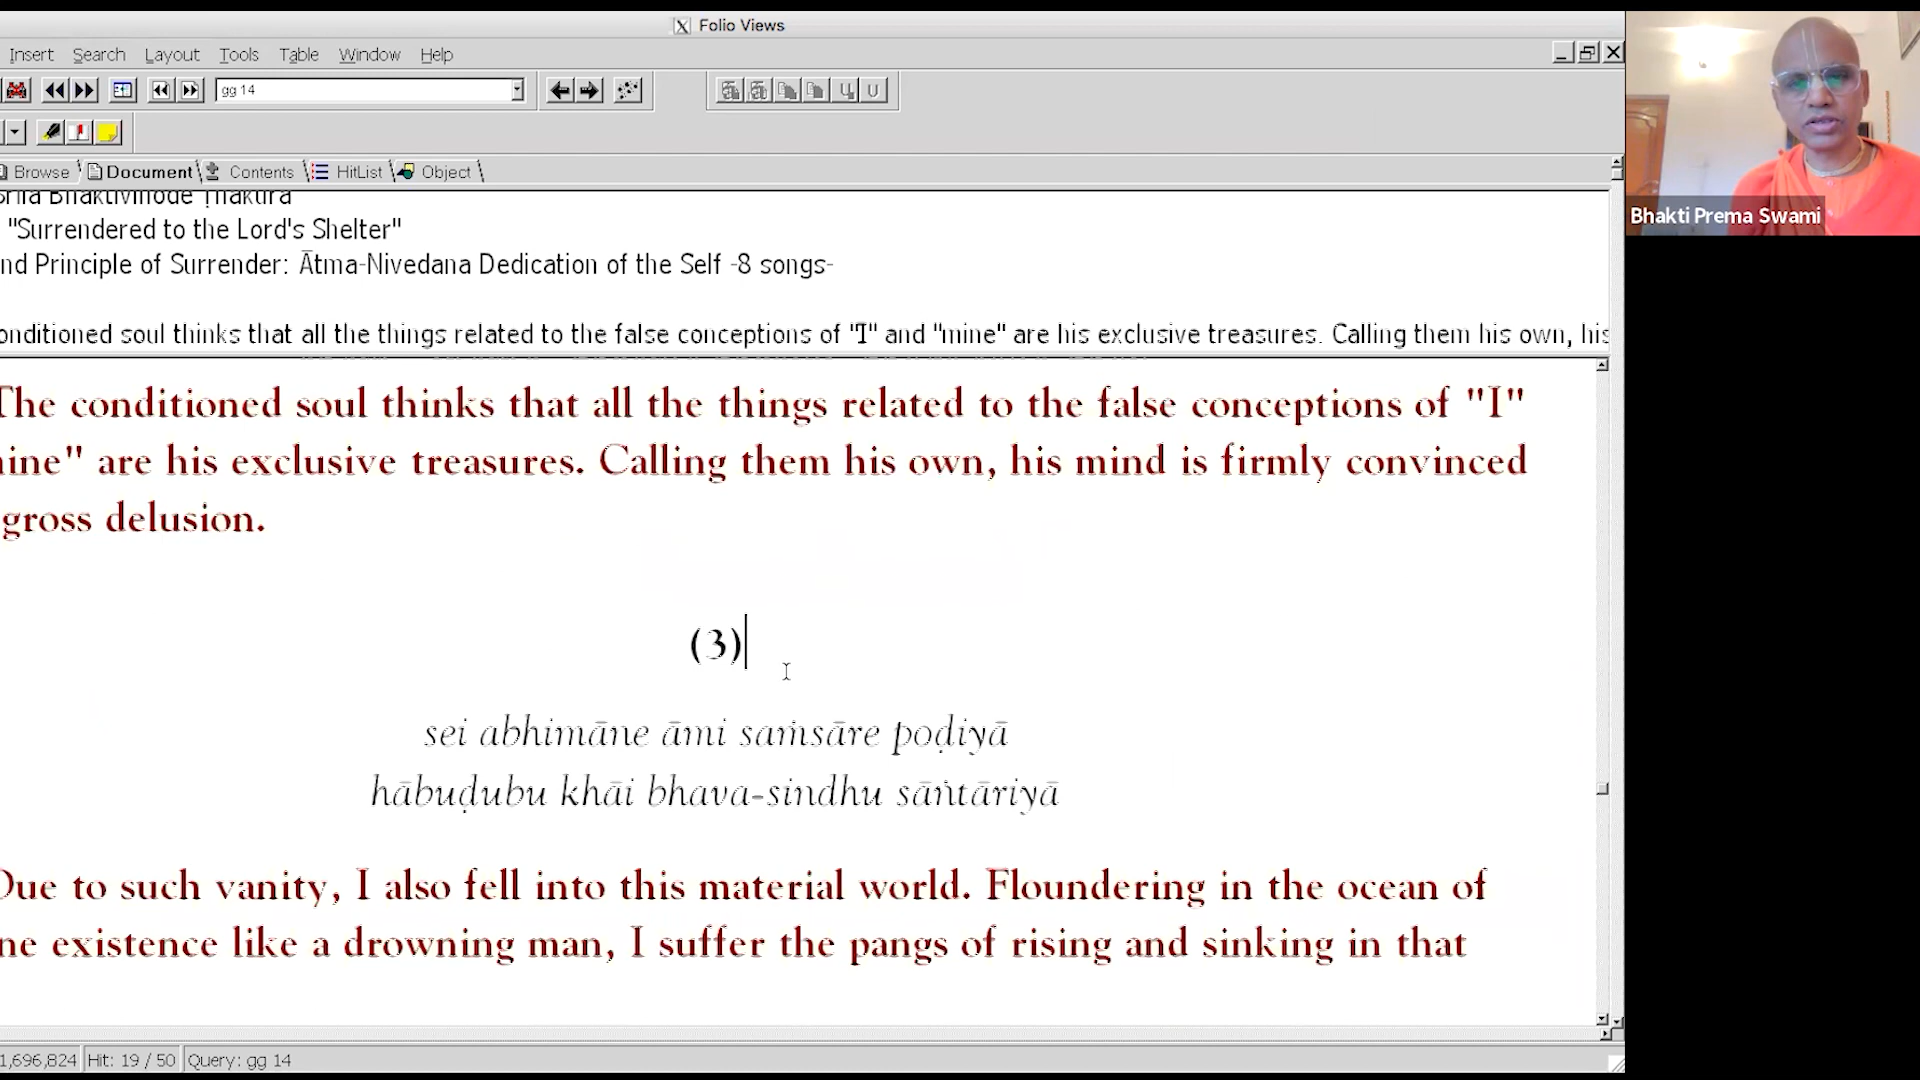 Folio Views
Insert Search Layout Tools Table Window Help
gg 14
Browse Document Contents HitList Object
Srila Bhaktivinode Ṭhākura
"Surrendered to the Lord's Shelter"
nd Principle of Surrender: Ātma-Nivedana Dedication of the Self -8 songs-
onditioned soul thinks that all the things related to the false conceptions of "I" and "mine" are his exclusive treasures. Calling them his own, his
The conditioned soul thinks that all the things related to the false conceptions of "I"
nine" are his exclusive treasures. Calling them his own, his mind is firmly convinced
gross delusion.
(3)
sei abhimāne āmi saṁsāre poḍiyā
hābuḍubu khāi bhava-sindhu sāṅtāriyā
Due to such vanity, I also fell into this material world. Floundering in the ocean of
ne existence like a drowning man, I suffer the pangs of rising and sinking in that
1,696,824 Hit: 19 / 50 Query: gg 14
Bhakti Prema Swami